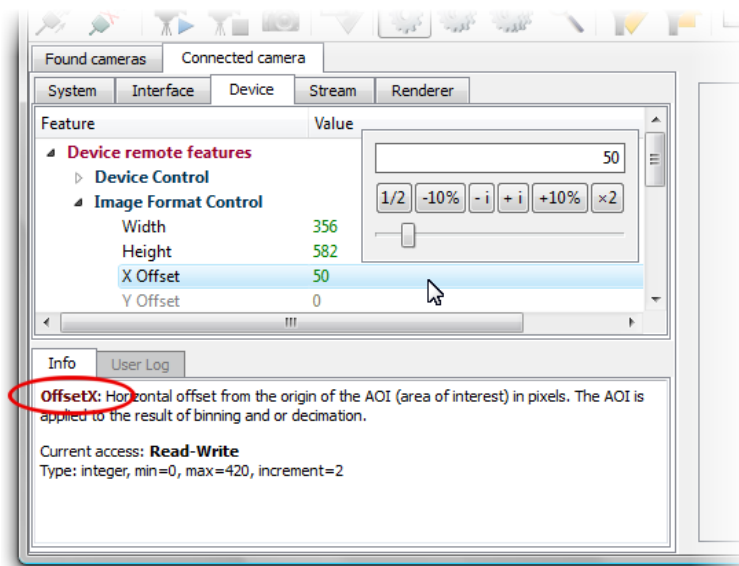 Found cameras Connected camera
System Interface Device Stream Renderer
Feature Value
Device remote features
50
Device Control
1/2 -10% - i + i +10% ×2
Image Format Control
Width 356
Height 582
X Offset 50
Y Offset 0
Info User Log
OffsetX: Horizontal offset from the origin of the AOI (area of interest) in pixels. The AOI is
applied to the result of binning and or decimation.
Current access: Read-Write
Type: integer, min=0, max=420, increment=2